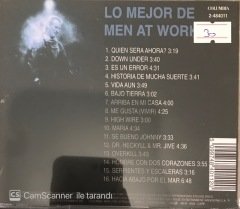 LO MEJOR DE
MEN AT WORK
COLUMBIA
2-484011
30
1.QUIEN SERA AHORA? 3:19
2.DOWN UNDER 3:40
3.ES UN ERROR 4:31
4.HISTORIA DE MUCHA SUERTE 3:41
5.VIDA AUN 3:49
6.BAJO TIERRA 3:02
7.ARRIBA EN MI CASA 4:00
8.ME GUSTA (VIVIR)
9.HIGH WIRE 3:00
10.MARIA 4:34
11.SE BUENO JOHNNY 3:33
12.DR. HECKYLL & MR. JIVE 4:36
13.OVERKILL 3:43
14.HOMBRE CON DOS CORAZONES 3:55
15.SERPIENTES Y ESCALERAS
16.HACIA ABAJO POR EL MAR 6:48
CS CamScanner ile tarandı